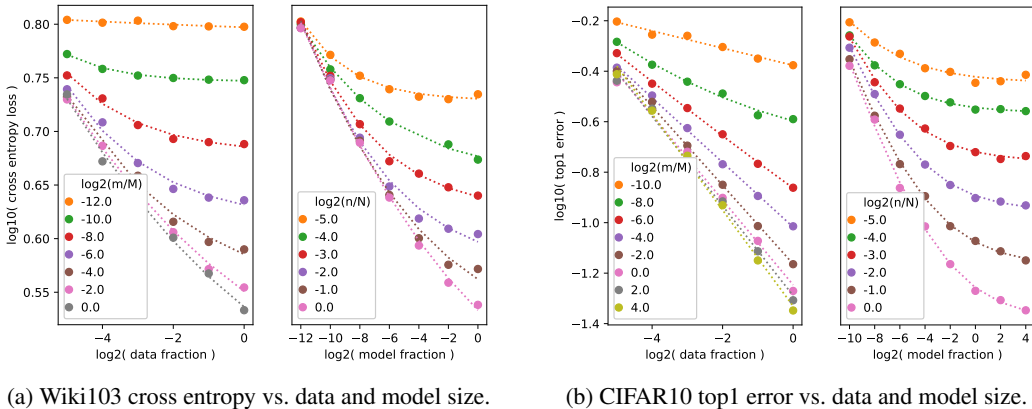 log10( cross entropy loss )
0.80
0.75
0.70
0.65
0.60
0.55
log2(m/M)
-12.0
-10.0
-8.0
-6.0
-4.0
-2.0
0.0
−4 −2 0
log2( data fraction )
log2(n/N)
-5.0
-4.0
-3.0
-2.0
-1.0
0.0
−12 −10 −8 −6 −4 −2 0
log2( model fraction )
(a) Wiki103 cross entropy vs. data and model size.
log10( top1 error )
−0.2
−0.4
−0.6
−0.8
−1.0
−1.2
−1.4
log2(m/M)
-10.0
-8.0
-6.0
-4.0
-2.0
0.0
2.0
4.0
−4 −2 0
log2( data fraction )
log2(n/N)
-5.0
-4.0
-3.0
-2.0
-1.0
0.0
−10 −8 −6 −4 −2 0 2 4
log2( model fraction )
(b) CIFAR10 top1 error vs. data and model size.